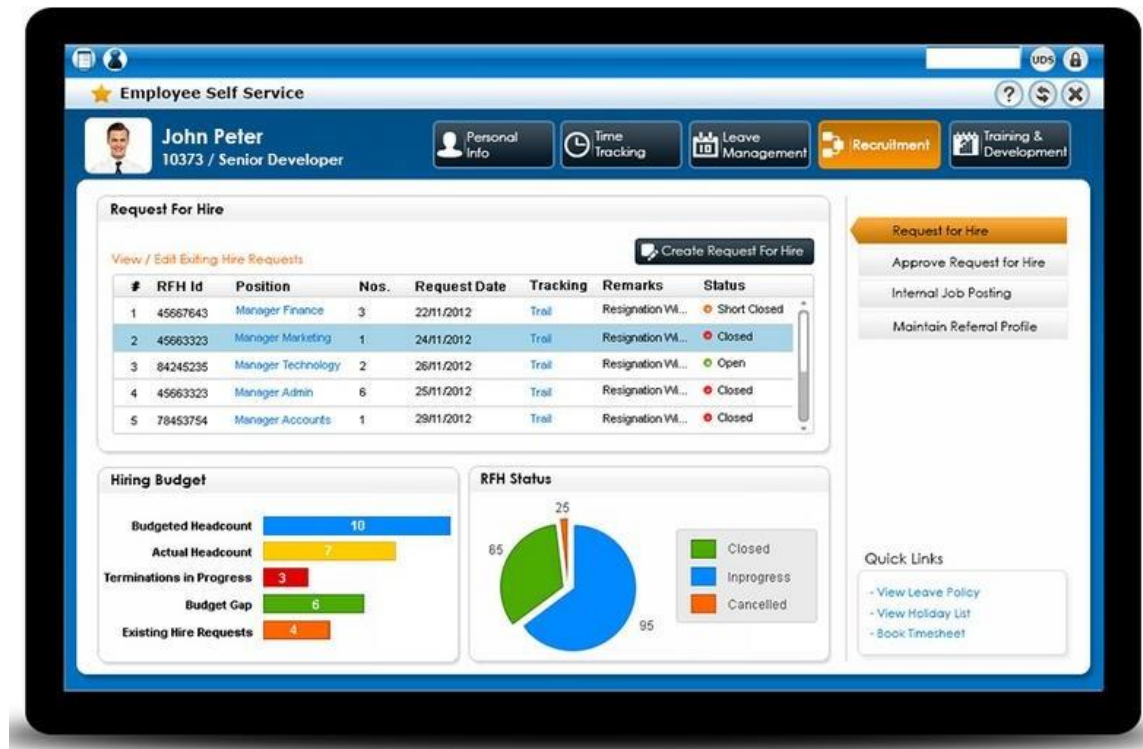 UDS
Employee Self Service
John Peter
10373 / Senior Developer
Personal Info
Time Tracking
10
Leave Management
Recruitment
Training & Development
Request For Hire
View / Edit Exiting Hire Requests
Create Request For Hire
# RFH Id Position Nos. Request Date Tracking Remarks Status
1 45667643 Manager Finance 3 22/11/2012 Trail Resignation Wi... Short Closed
2 45663323 Manager Marketing 1 24/11/2012 Trail Resignation Wi... Closed
3 84245235 Manager Technology 2 26/11/2012 Trail Resignation Wi... Open
4 45663323 Manager Admin 6 25/11/2012 Trail Resignation Wi... Closed
5 78453754 Manager Accounts 1 29/11/2012 Trail Resignation Wi... Closed
Request for Hire
Approve Request for Hire
Internal Job Posting
Maintain Referral Profile
Hiring Budget
Budgeted Headcount 10
Actual Headcount 7
Terminations in Progress 3
Budget Gap 6
Existing Hire Requests 4
RFH Status
25
65
95
Closed
Inprogress
Cancelled
Quick Links
- View Leave Policy
- View Holiday List
- Book Timesheet